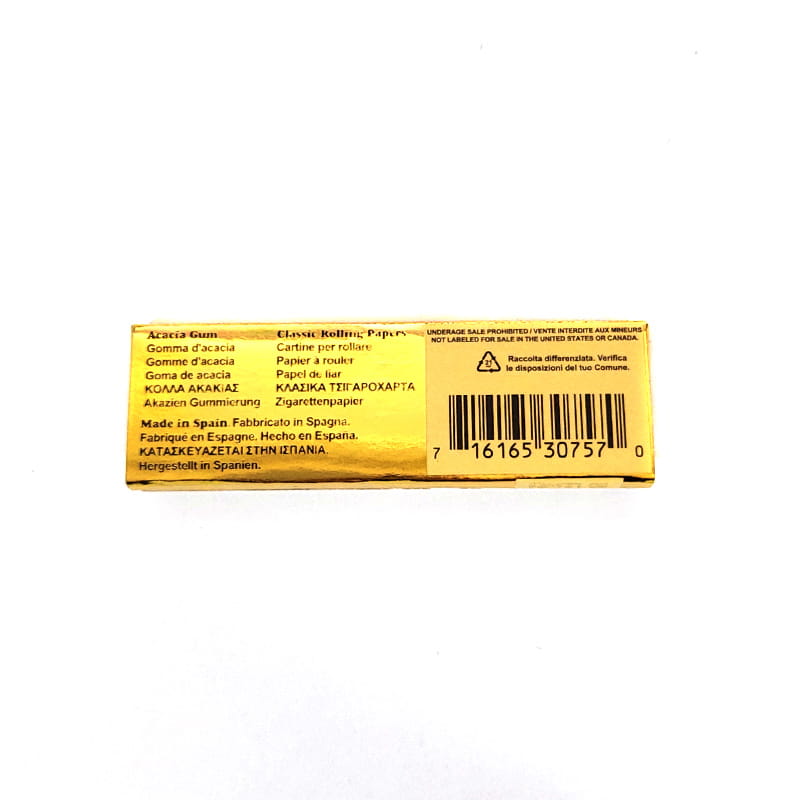 Acacia Gum
Gomma d'acacia
Gomme d'acacia
Goma de acacia
ΚΟΛΛΑ ΑΚΑΚΙΑΣ
Akazien Gummierung
Classic Rolling Papers
Cartine per rollare
Papier à rouler
Papel de liar
ΚΛΑΣΙΚΑ ΤΣΙΓΑΡΟΧΑΡΤΑ
Zigarettenpapier
Made in Spain. Fabbricato in Spagna.
Fabriqué en Espagne. Hecho en España.
ΚΑΤΑΣΚΕΥΑΖΕΤΑΙ ΣΤΗΝ ΙΣΠΑΝΙΑ.
Hergestellt in Spanien.
UNDERAGE SALE PROHIBITED / VENTE INTERDITE AUX MINEURS
NOT LABELED FOR SALE IN THE UNITED STATES OR CANADA.
Raccolta differenziata. Verifica
le disposizioni del tuo Comune.
7 16165 30757 0